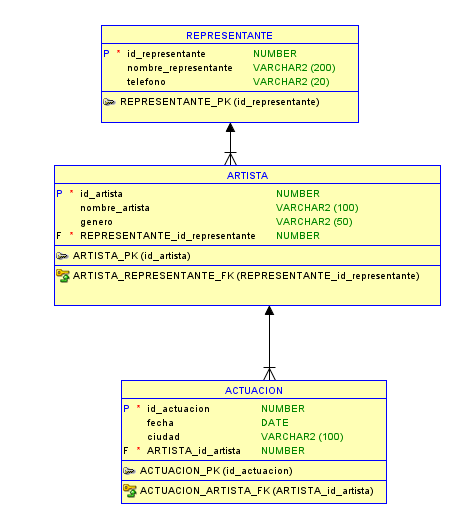 REPRESENTANTE
P * id_representante NUMBER
nombre_representante VARCHAR2 (200)
telefono VARCHAR2 (20)
REPRESENTANTE_PK (id_representante)
ARTISTA
P * id_artista NUMBER
nombre_artista VARCHAR2 (100)
genero VARCHAR2 (50)
F * REPRESENTANTE_id_representante NUMBER
ARTISTA_PK (id_artista)
ARTISTA_REPRESENTANTE_FK (REPRESENTANTE_id_representante)
ACTUACION
P * id_actuacion NUMBER
fecha DATE
ciudad VARCHAR2 (100)
F * ARTISTA_id_artista NUMBER
ACTUACION_PK (id_actuacion)
ACTUACION_ARTISTA_FK (ARTISTA_id_artista)